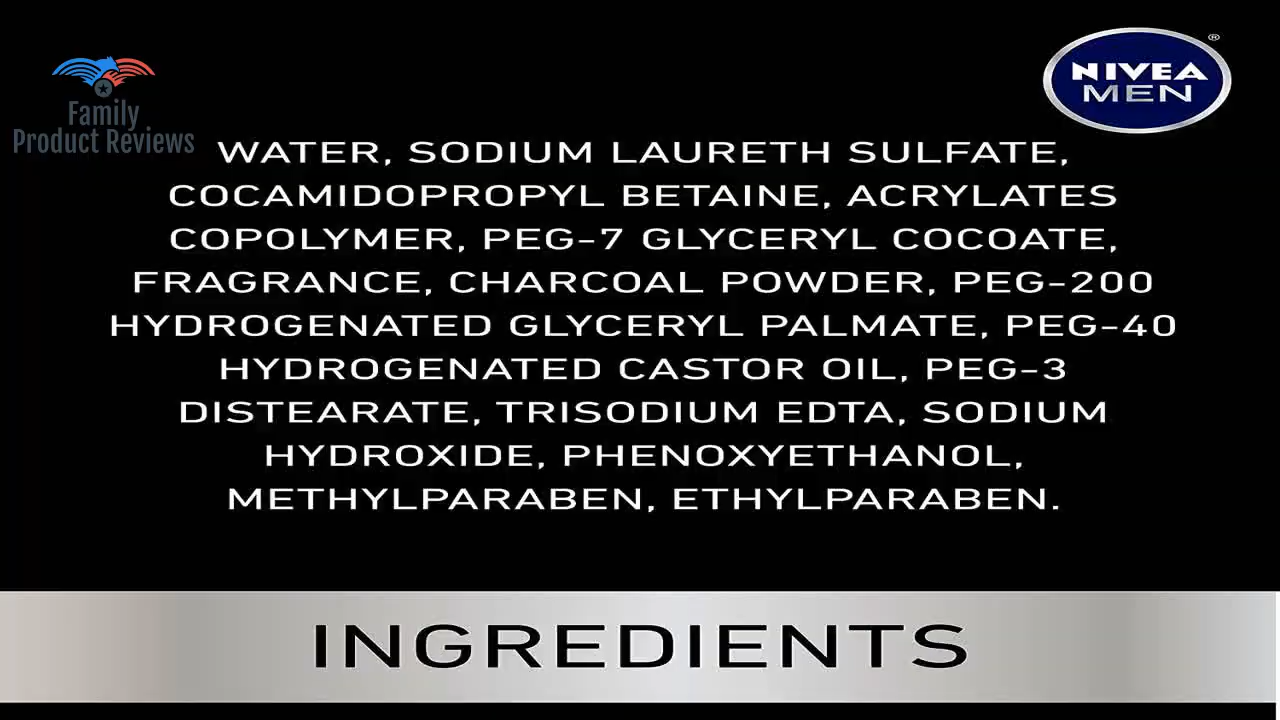 NIVEA
MEN
®
Family
Product Reviews
WATER, SODIUM LAURETH SULFATE,
COCAMIDOPROPYL BETAINE, ACRYLATES
COPOLYMER, PEG-7 GLYCERYL COCOATE,
FRAGRANCE, CHARCOAL POWDER, PEG-200
HYDROGENATED GLYCERYL PALMATE, PEG-40
HYDROGENATED CASTOR OIL, PEG-3
DISTEARATE, TRISODIUM EDTA, SODIUM
HYDROXIDE, PHENOXYETHANOL,
METHYLPARABEN, ETHYLPARABEN.
INGREDIENTS